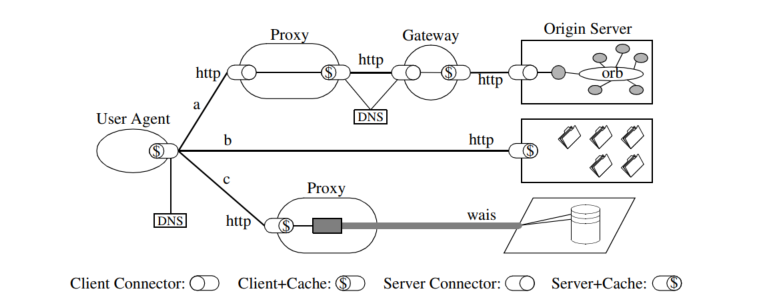 Proxy Gateway Origin Server
http http http orb
a
DNS
User Agent
$ $ $
b http
$
c
DNS
Proxy
http $ wais
Client Connector: Client+Cache: $ Server Connector: Server+Cache: $